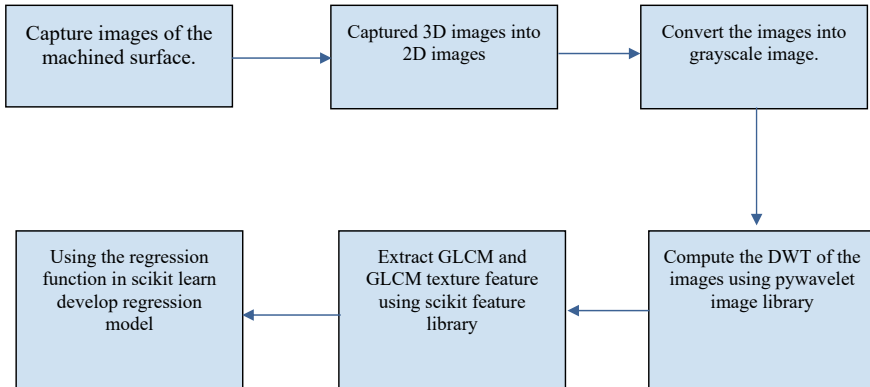 Capture images of the
machined surface.
Captured 3D images into
2D images
Convert the images into
grayscale image.
Compute the DWT of the
images using pywavelet
image library
Extract GLCM and
GLCM texture feature
using scikit feature
library
Using the regression
function in scikit learn
develop regression
model